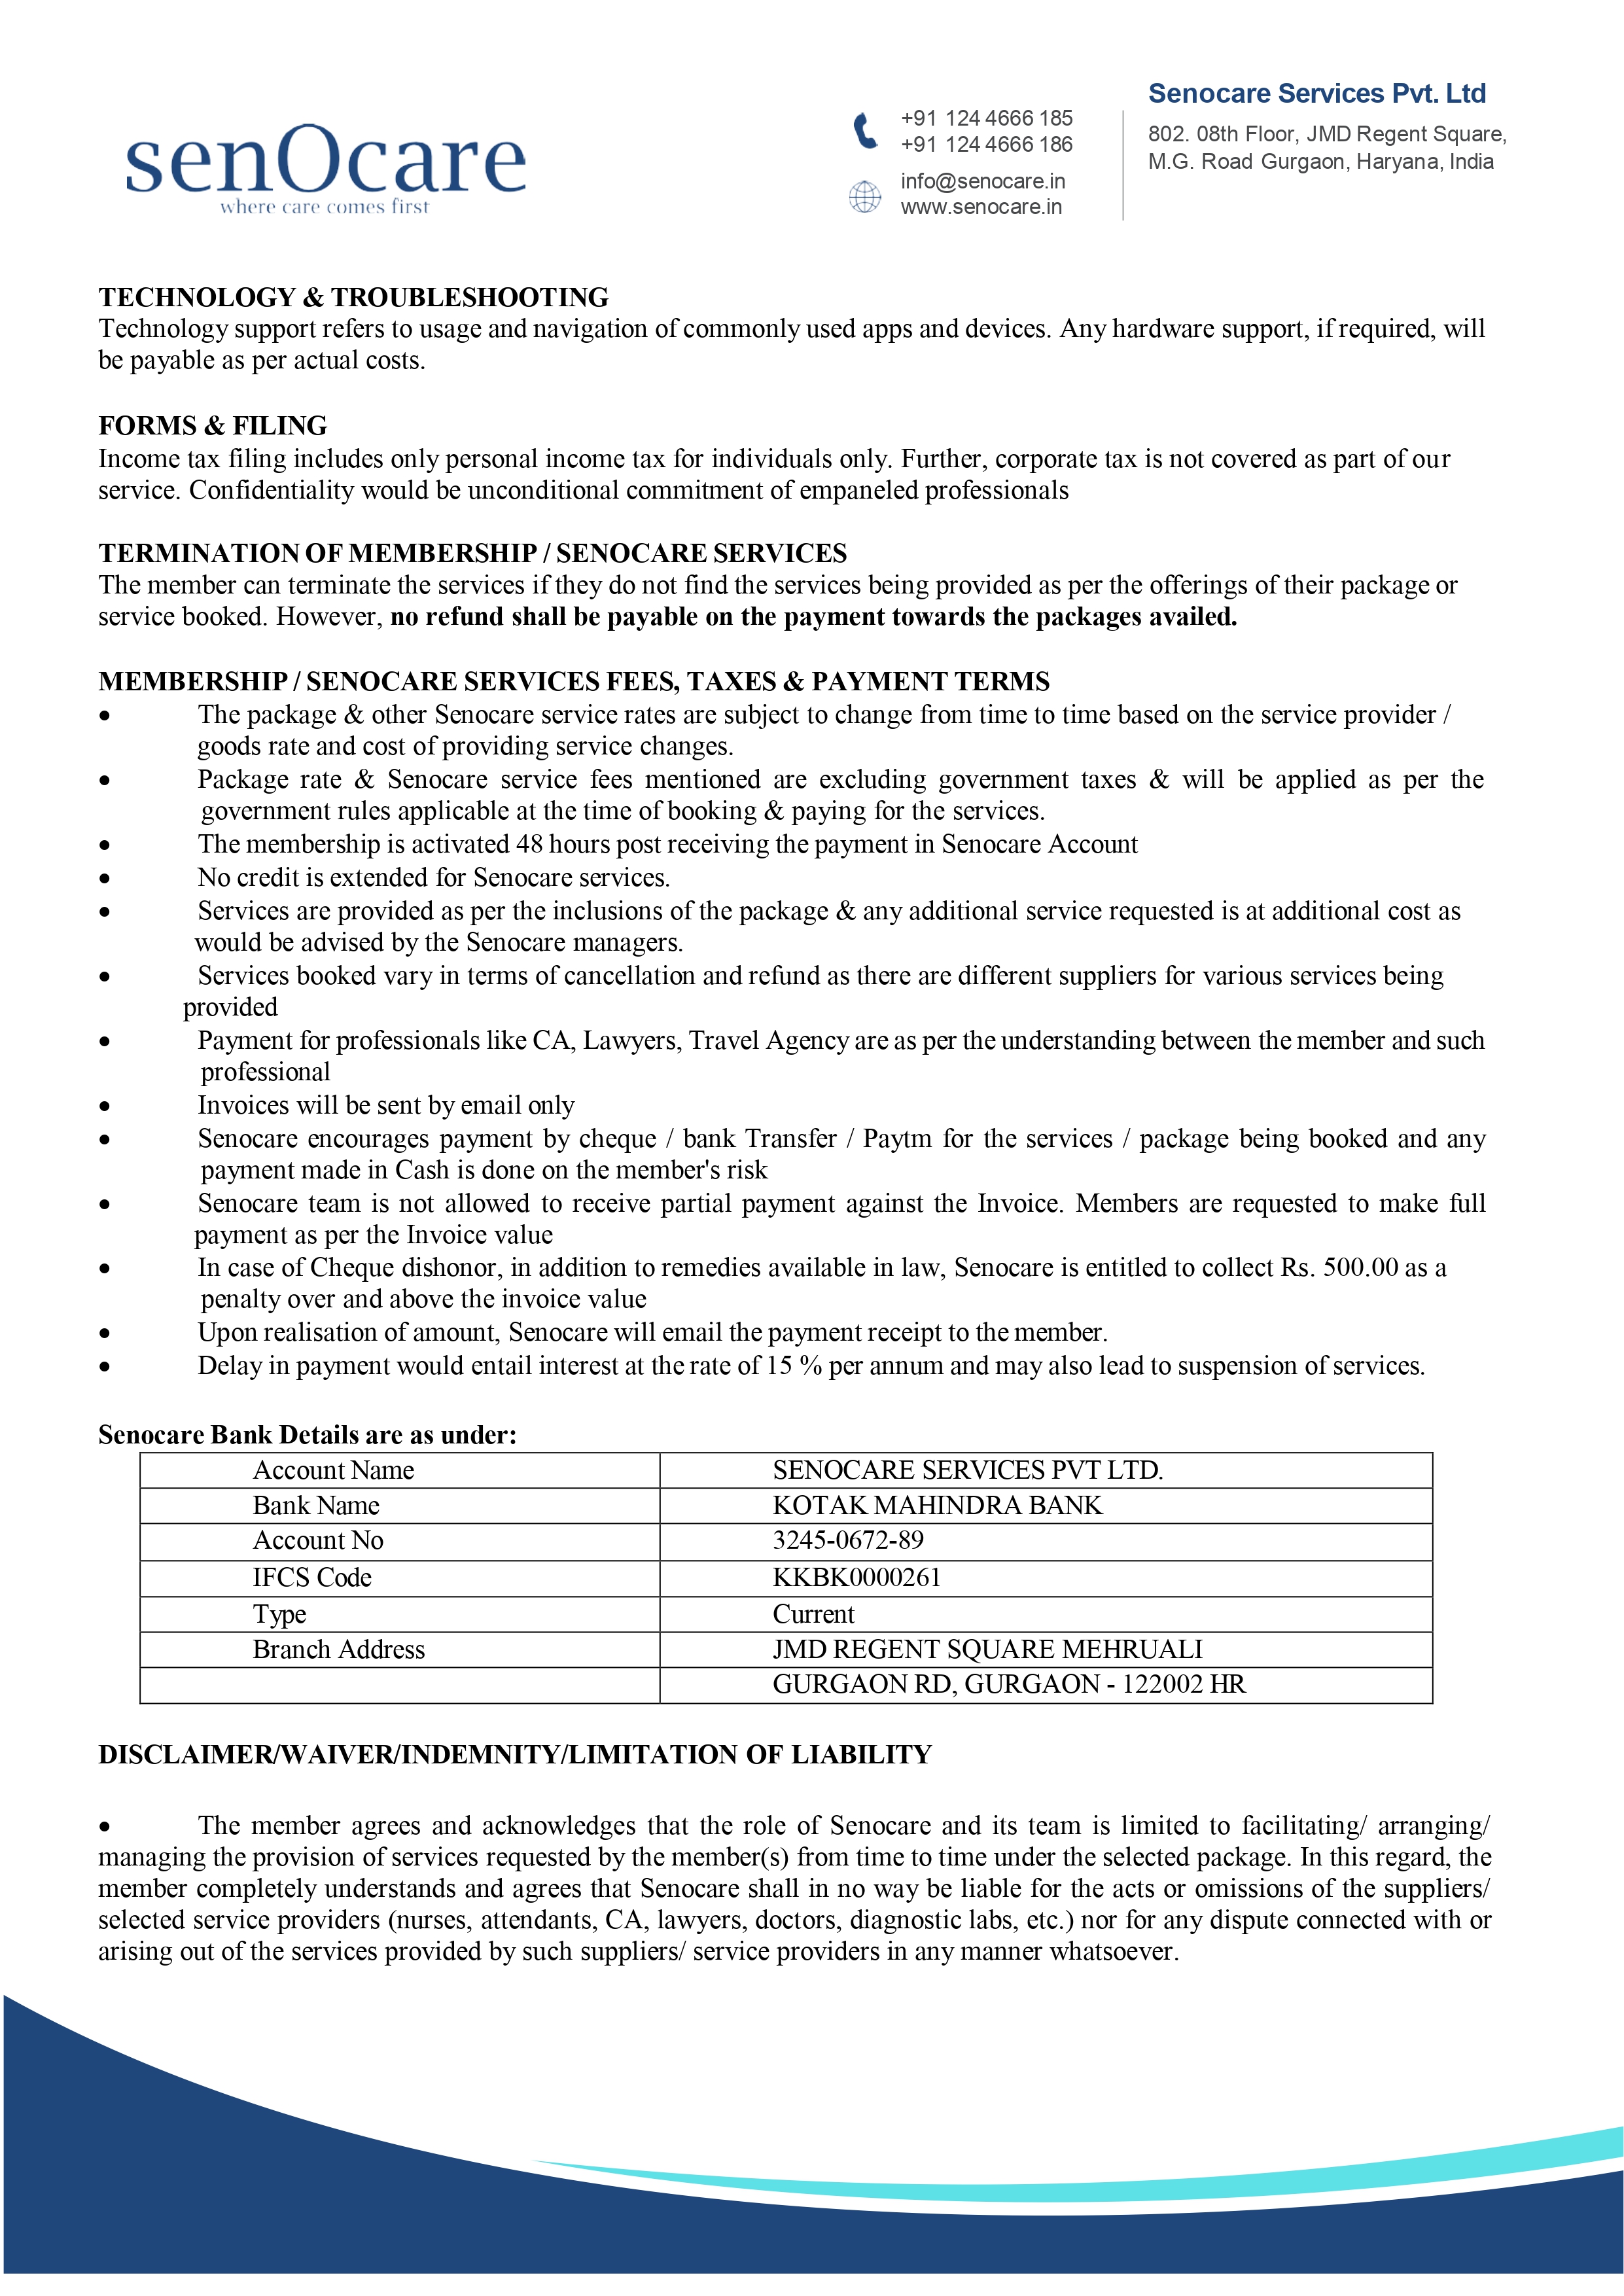 senOcare
where care comes first
+91 124 4666 185
+91 124 4666 186
info@senocare.in
www.senocare.in
Senocare Services Pvt. Ltd
802. 08th Floor, JMD Regent Square,
M.G. Road Gurgaon, Haryana, India
TECHNOLOGY & TROUBLESHOOTING
Technology support refers to usage and navigation of commonly used apps and devices. Any hardware support, if required, will
be payable as per actual costs.
FORMS & FILING
Income tax filing includes only personal income tax for individuals only. Further, corporate tax is not covered as part of our
service. Confidentiality would be unconditional commitment of empaneled professionals
TERMINATION OF MEMBERSHIP / SENOCARE SERVICES
The member can terminate the services if they do not find the services being provided as per the offerings of their package or
service booked. However, no refund shall be payable on the payment towards the packages availed.
MEMBERSHIP / SENOCARE SERVICES FEES, TAXES & PAYMENT TERMS
• The package & other Senocare service rates are subject to change from time to time based on the service provider /
goods rate and cost of providing service changes.
• Package rate & Senocare service fees mentioned are excluding government taxes & will be applied as per the
government rules applicable at the time of booking & paying for the services.
• The membership is activated 48 hours post receiving the payment in Senocare Account
• No credit is extended for Senocare services.
• Services are provided as per the inclusions of the package & any additional service requested is at additional cost as
would be advised by the Senocare managers.
• Services booked vary in terms of cancellation and refund as there are different suppliers for various services being
provided
• Payment for professionals like CA, Lawyers, Travel Agency are as per the understanding between the member and such
professional
• Invoices will be sent by email only
• Senocare encourages payment by cheque / bank Transfer / Paytm for the services / package being booked and any
payment made in Cash is done on the member's risk
• Senocare team is not allowed to receive partial payment against the Invoice. Members are requested to make full
payment as per the Invoice value
• In case of Cheque dishonor, in addition to remedies available in law, Senocare is entitled to collect Rs. 500.00 as a
penalty over and above the invoice value
• Upon realisation of amount, Senocare will email the payment receipt to the member.
• Delay in payment would entail interest at the rate of 15 % per annum and may also lead to suspension of services.
Senocare Bank Details are as under:
Account Name SENOCARE SERVICES PVT LTD.
Bank Name KOTAK MAHINDRA BANK
Account No 3245-0672-89
IFCS Code KKBK0000261
Type Current
Branch Address JMD REGENT SQUARE MEHRUALI
GURGAON RD, GURGAON - 122002 HR
DISCLAIMER/WAIVER/INDEMNITY/LIMITATION OF LIABILITY
• The member agrees and acknowledges that the role of Senocare and its team is limited to facilitating/ arranging/
managing the provision of services requested by the member(s) from time to time under the selected package. In this regard, the
member completely understands and agrees that Senocare shall in no way be liable for the acts or omissions of the suppliers/
selected service providers (nurses, attendants, CA, lawyers, doctors, diagnostic labs, etc.) nor for any dispute connected with or
arising out of the services provided by such suppliers/ service providers in any manner whatsoever.